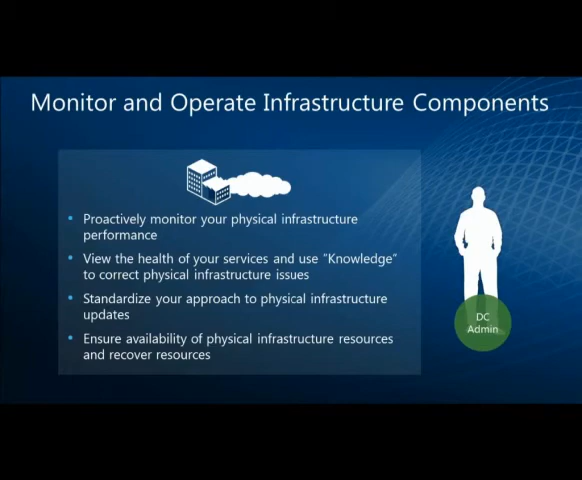 Monitor and Operate Infrastructure Components
Proactively monitor your physical infrastructure
performance
View the health of your services and use “Knowledge”
to correct physical infrastructure issues
Standardize your approach to physical infrastructure
updates
Ensure availability of physical infrastructure resources
and recover resources
DC
Admin